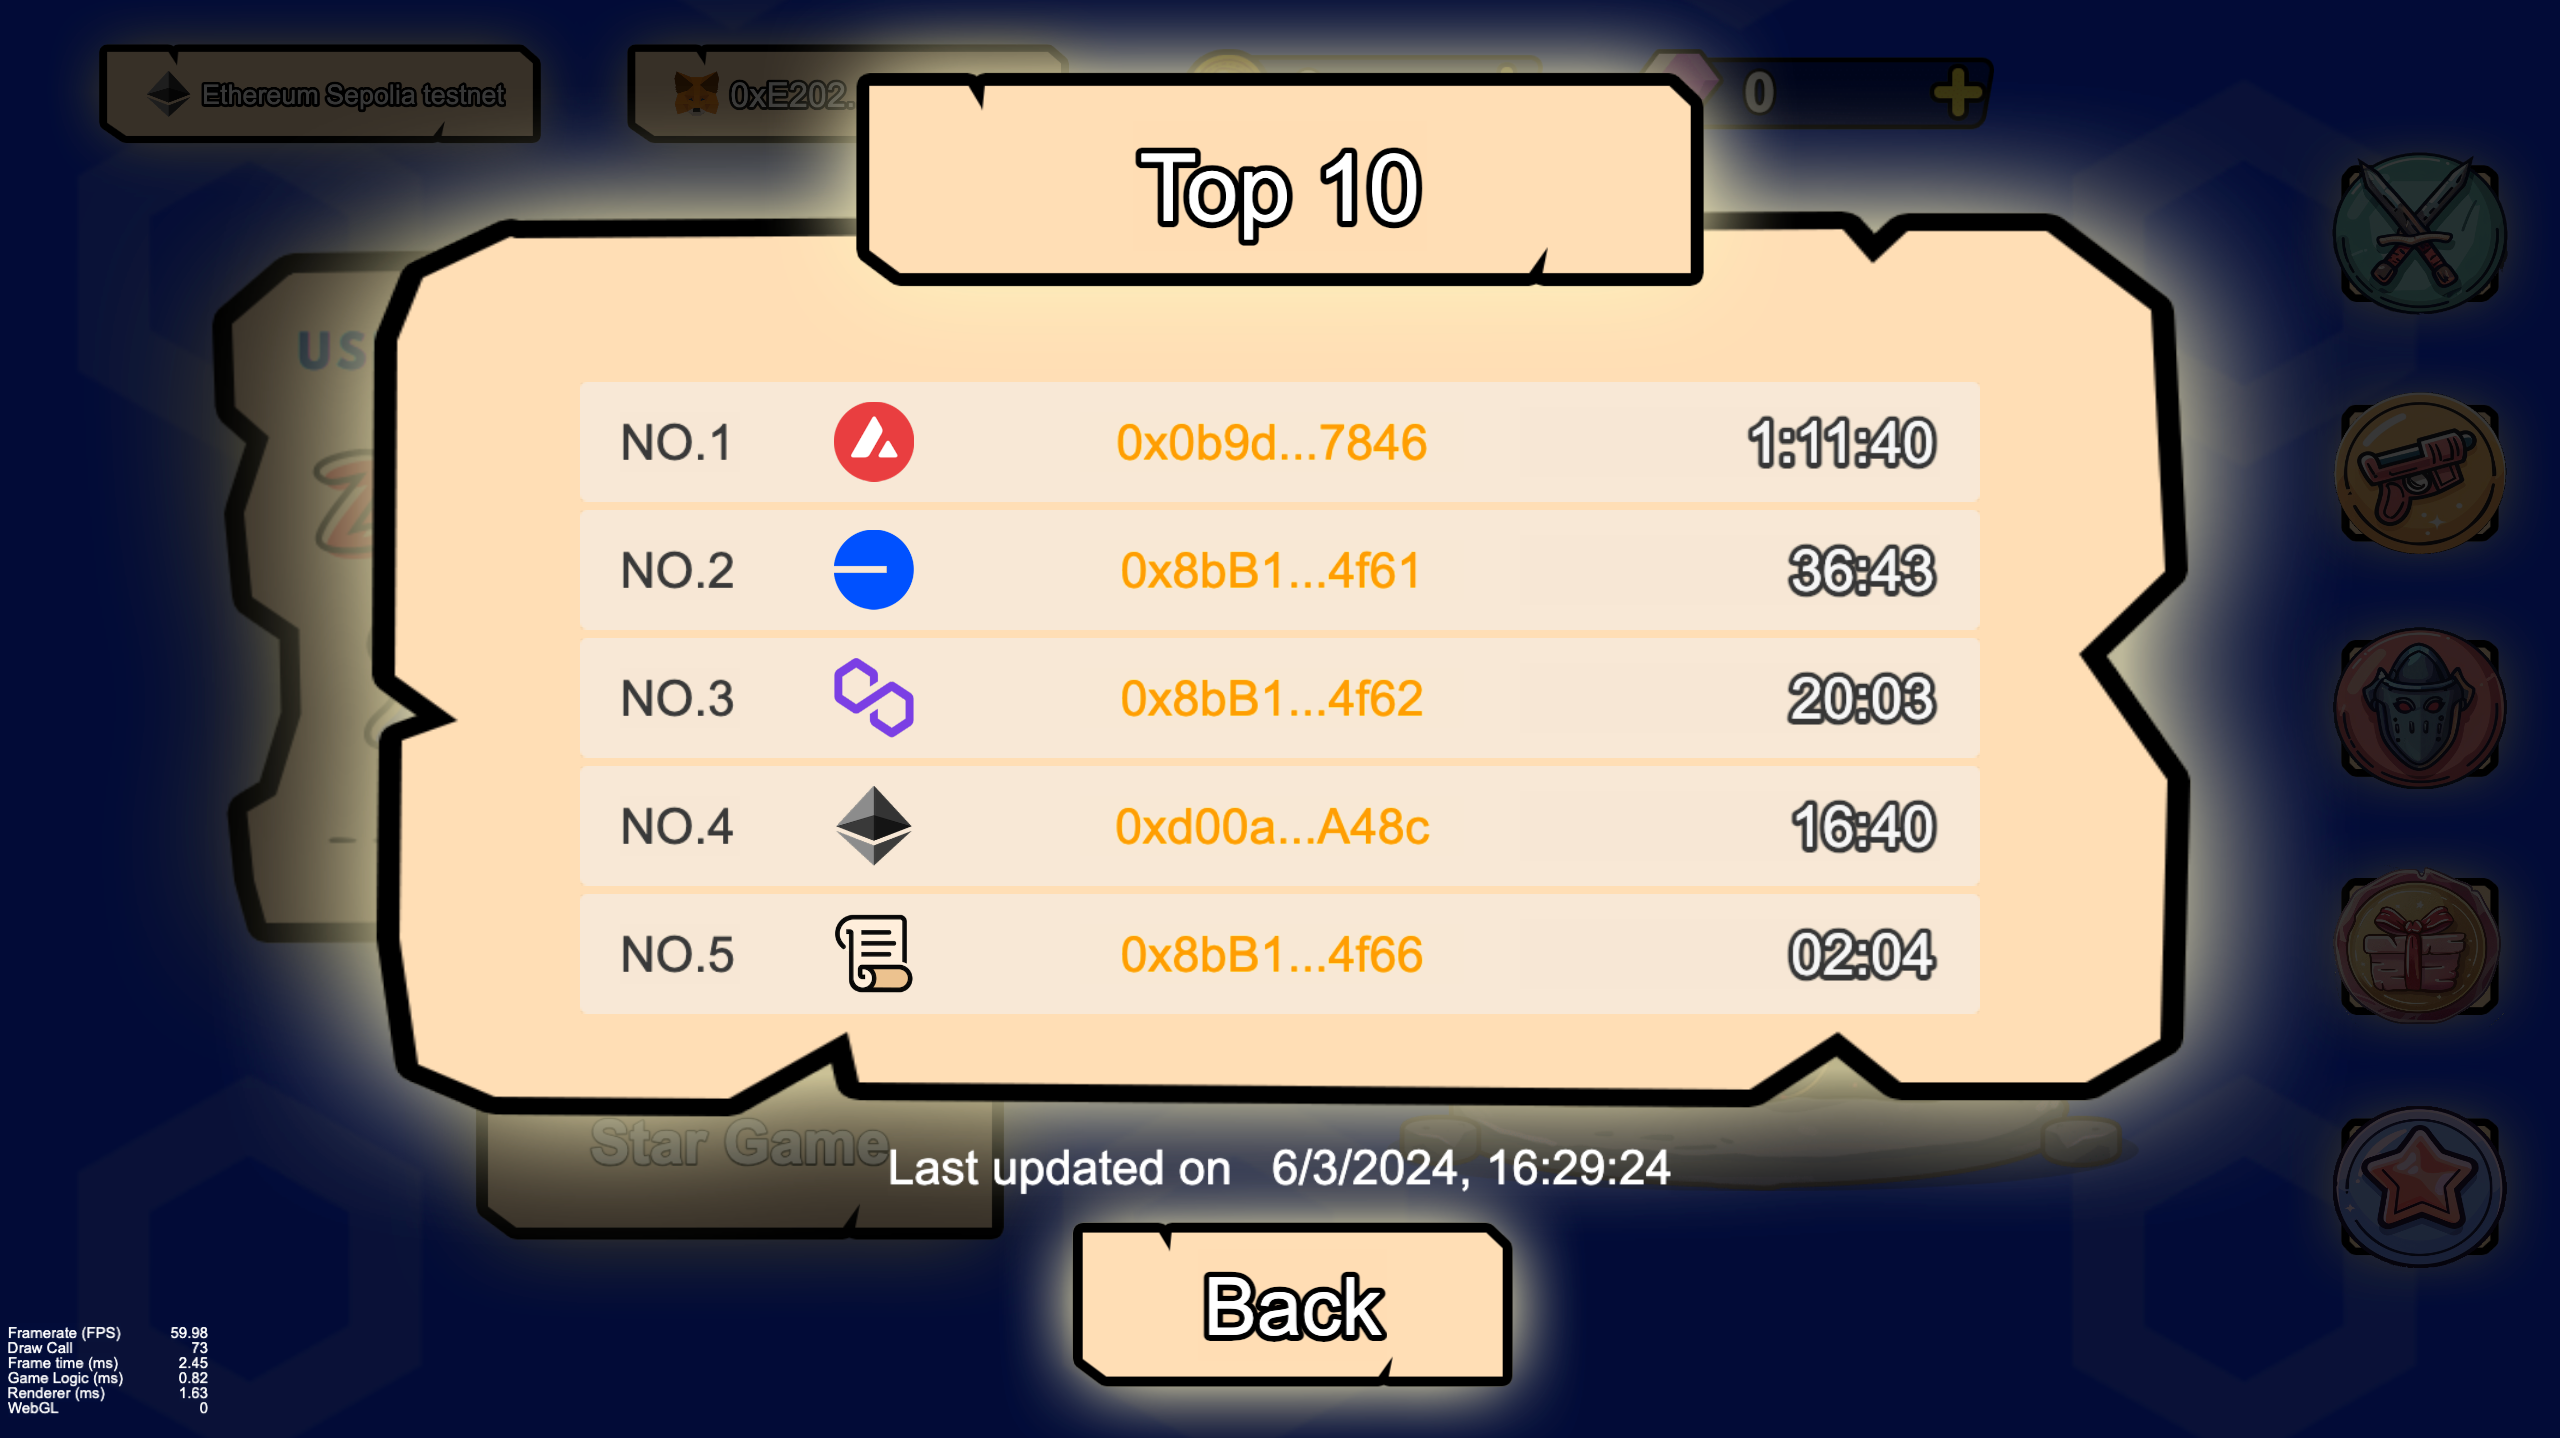 Ethereum Sepolia testnet
0xE202.
0
Top 10
US
NO.1 0x0b9d...7846 1:11:40
NO.2 0x8bB1...4f61 36:43
NO.3 0x8bB1...4f62 20:03
NO.4 0xd00a...A48c 16:40
NO.5 0x8bB1...4f66 02:04
Star Game
Last updated on 6/3/2024, 16:29:24
Back
Framerate (FPS) 59.98
Draw Call 73
Frame time (ms) 2.45
Game Logic (ms) 0.82
Renderer (ms) 1.63
WebGL 0